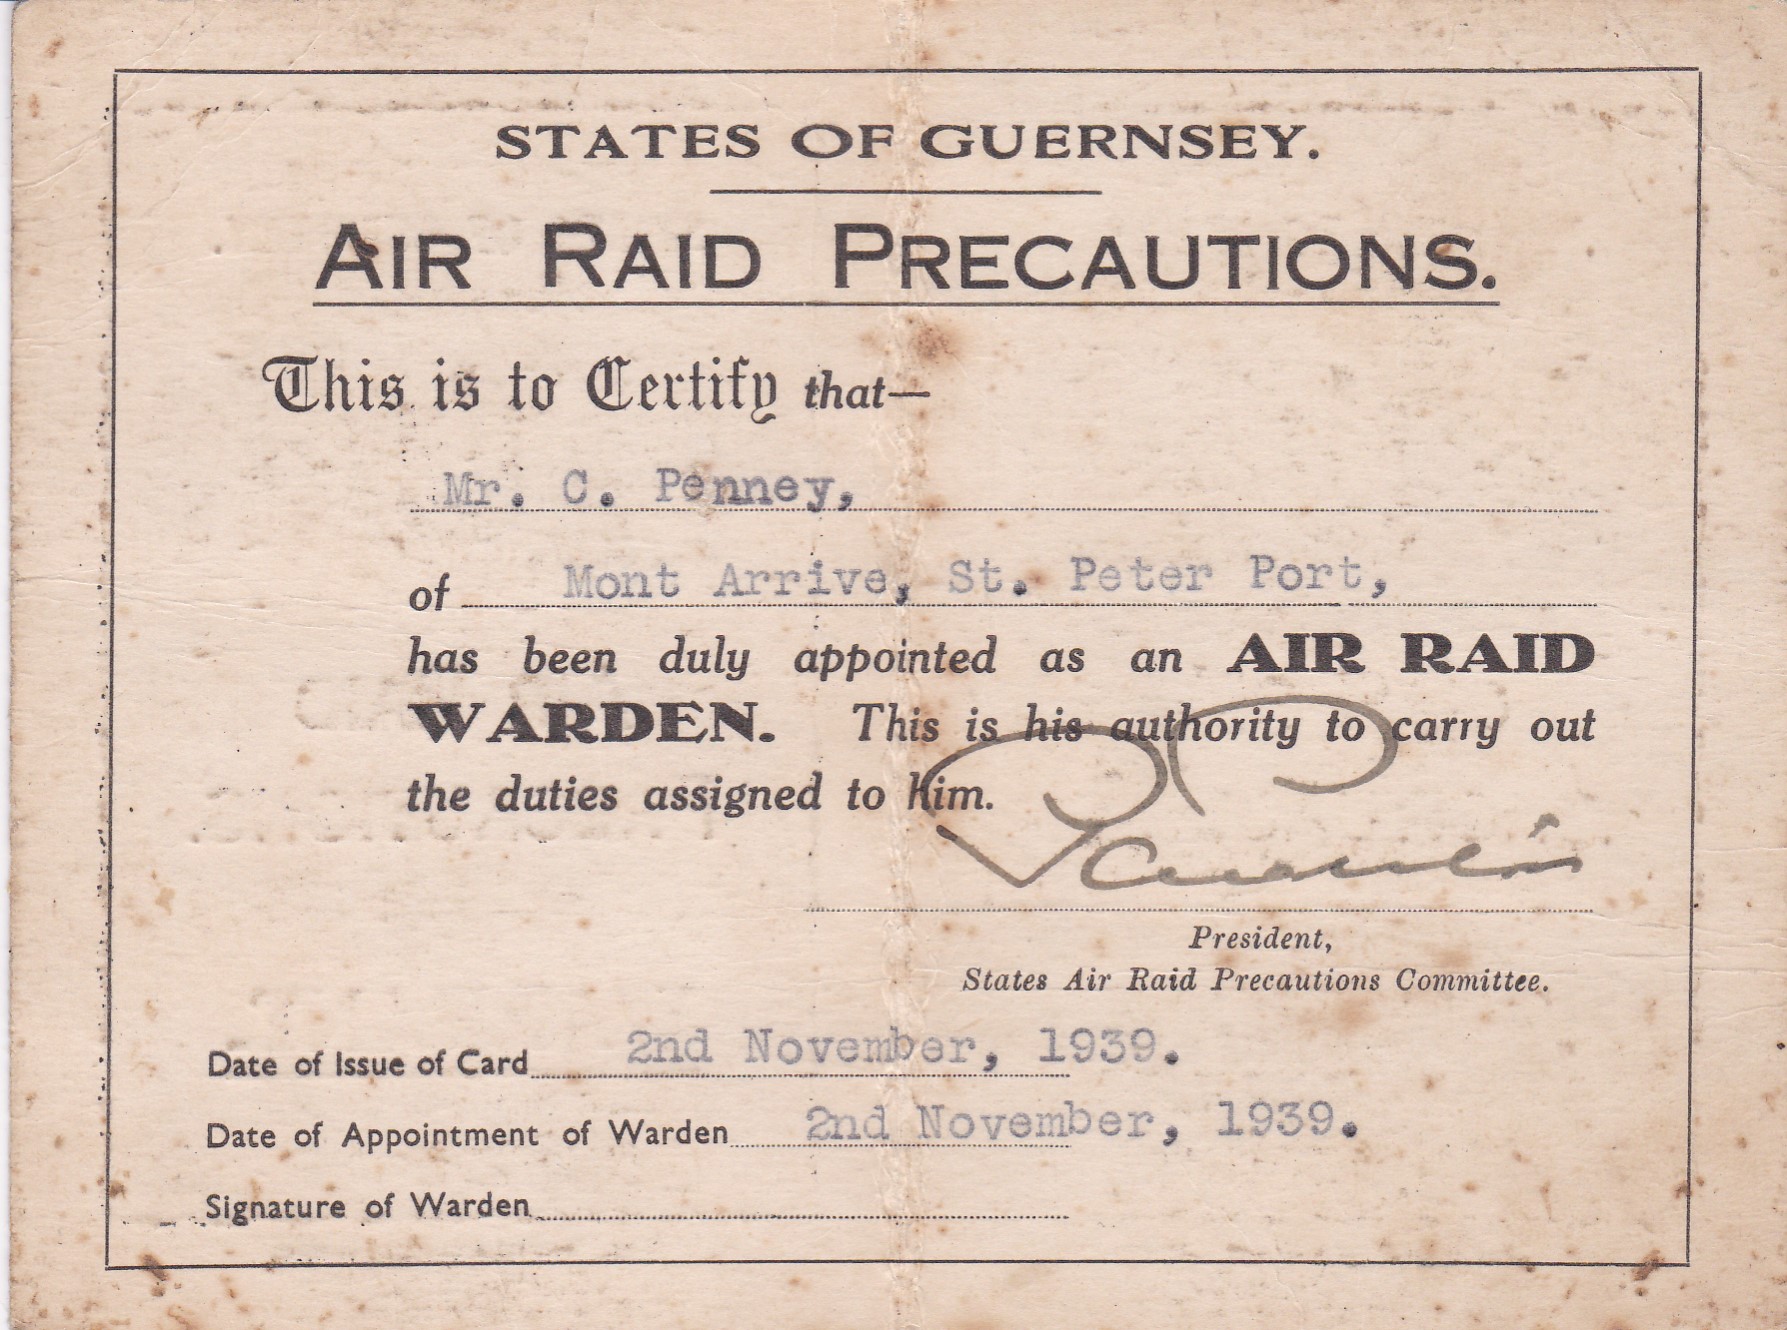 STATES OF GUERNSEY.
AIR RAID PRECAUTIONS.
This is to Certify that—
Mr. C. Penney,
of Mont Arrive, St. Peter Port,
has been duly appointed as an AIR RAID
WARDEN. This is his authority to carry out
the duties assigned to him.
President,
States Air Raid Precautions Committee.
Date of Issue of Card 2nd November, 1939.
Date of Appointment of Warden 2nd November, 1939.
Signature of Warden